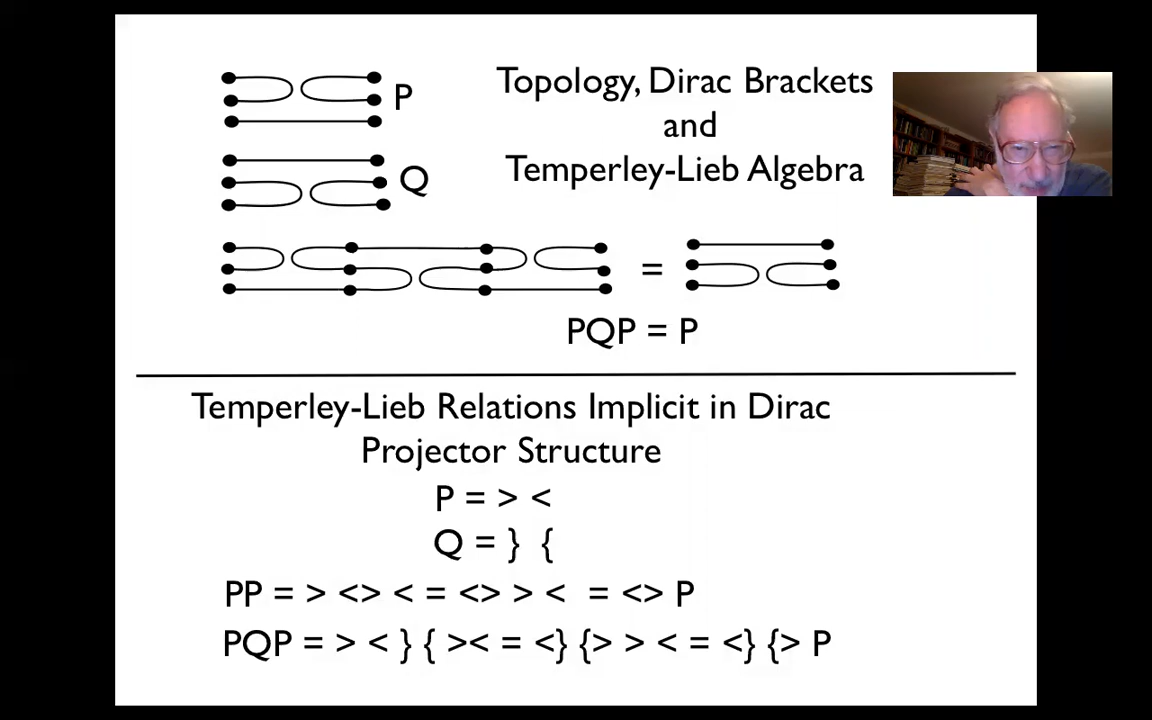 P
Topology, Dirac Brackets
and
Temperley-Lieb Algebra
Q
=
PQP = P
Temperley-Lieb Relations Implicit in Dirac
Projector Structure
P = > <
Q = } {
PP = > <> < = <> > < = <> P
PQP = > < } { >< = <} {> > < = <} {> P